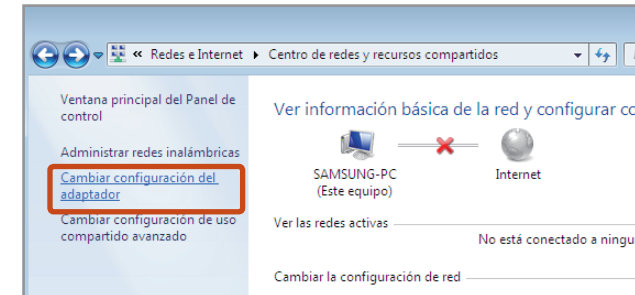 « Redes e Internet ▸ Centro de redes y recursos compartidos
Ventana principal del Panel de
control
Administrar redes inalámbricas
Cambiar configuración del
adaptador
Cambiar configuración de uso
compartido avanzado
Ver información básica de la red y configurar co
SAMSUNG-PC
(Este equipo)
Internet
Ver las redes activas
No está conectado a ningu
Cambiar la configuración de red